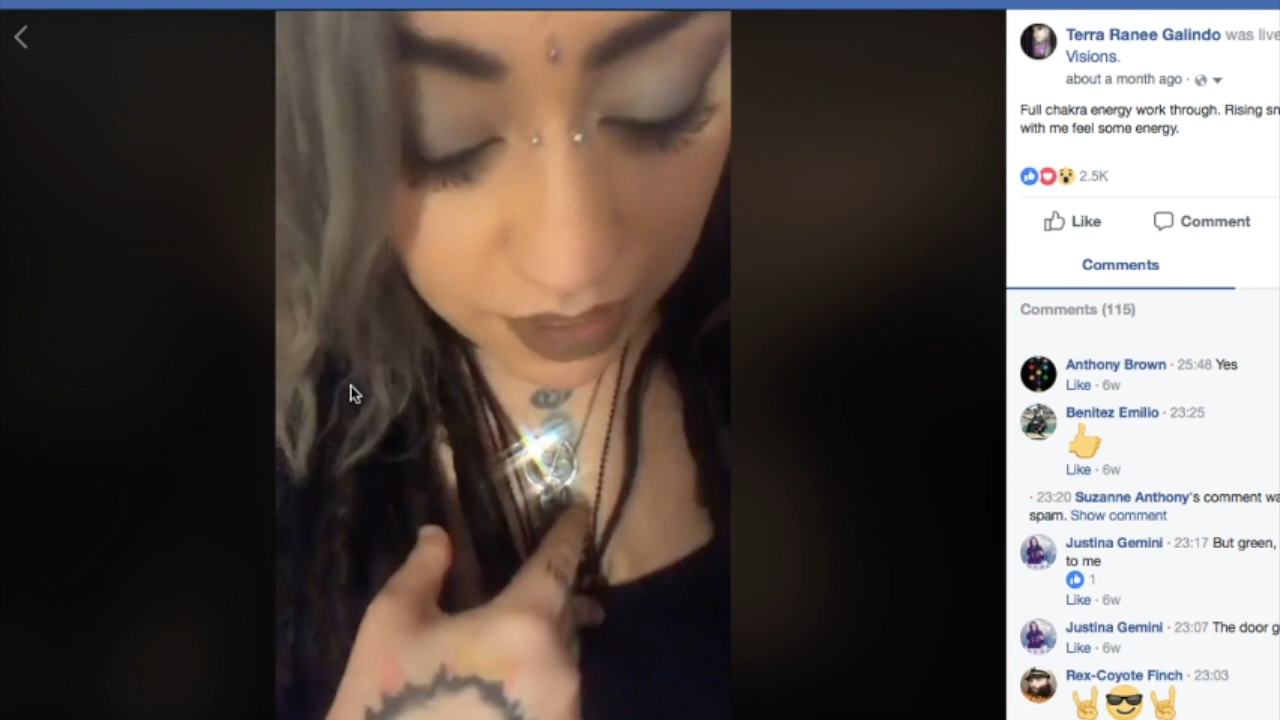 Terra Ranee Galindo was live
Visions.
about a month ago
Full chakra energy work through. Rising
with me feel some energy.
2.5K
Like Comment
Comments
Comments (115)
Anthony Brown · 25:48 Yes
Like · 6w
Benitez Emilio · 23:25
Like · 6w
· 23:20 Suzanne Anthony's comment
spam. Show comment
Justina Gemini · 23:17 But green,
to me
1
Like · 6w
Justina Gemini · 23:07 The door
Like · 6w
Rex-Coyote Finch · 23:03